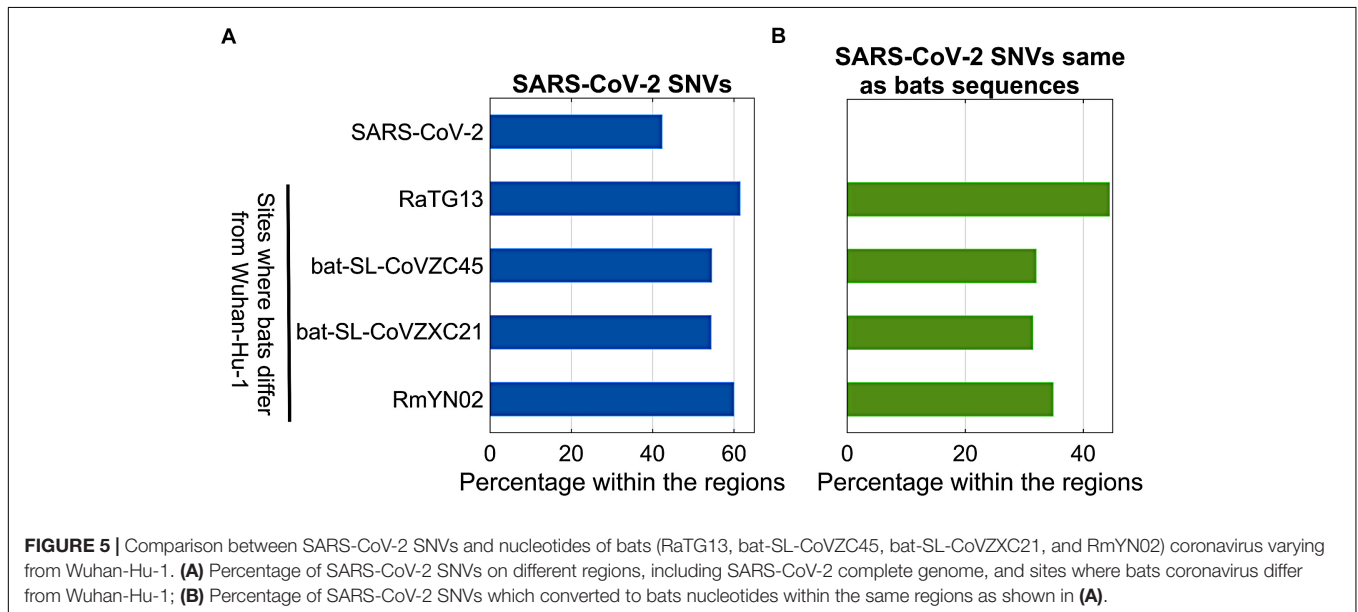 A
B
SARS-CoV-2 SNVs
SARS-CoV-2 SNVs same
as bats sequences
SARS-CoV-2
RaTG13
bat-SL-CoVZC45
bat-SL-CoVZXC21
RmYN02
Sites where bats differ
from Wuhan-Hu-1
0 20 40 60
Percentage within the regions
0 20 40
Percentage within the regions
FIGURE 5 | Comparison between SARS-CoV-2 SNVs and nucleotides of bats (RaTG13, bat-SL-CoVZC45, bat-SL-CoVZXC21, and RmYN02) coronavirus varying
from Wuhan-Hu-1. (A) Percentage of SARS-CoV-2 SNVs on different regions, including SARS-CoV-2 complete genome, and sites where bats coronavirus differ
from Wuhan-Hu-1; (B) Percentage of SARS-CoV-2 SNVs which converted to bats nucleotides within the same regions as shown in (A).